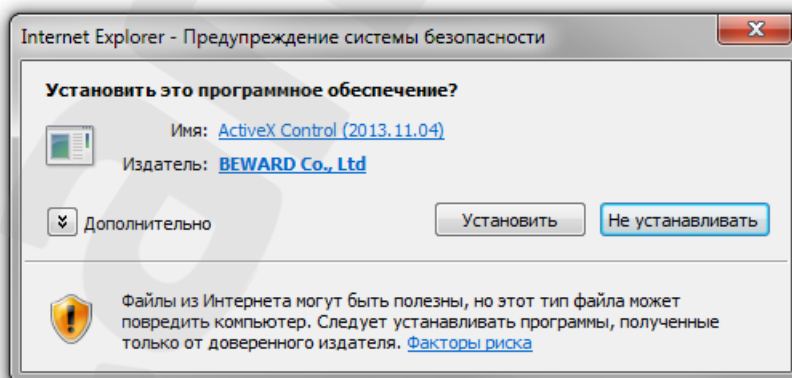 Internet Explorer - Предупреждение системы безопасности
Установить это программное обеспечение?
Имя: ActiveX Control (2013.11.04)
Издатель: BEWARD Co., Ltd
Дополнительно
Установить
Не устанавливать
Файлы из Интернета могут быть полезны, но этот тип файла может
повредить компьютер. Следует устанавливать программы, полученные
только от доверенного издателя. Факторы риска